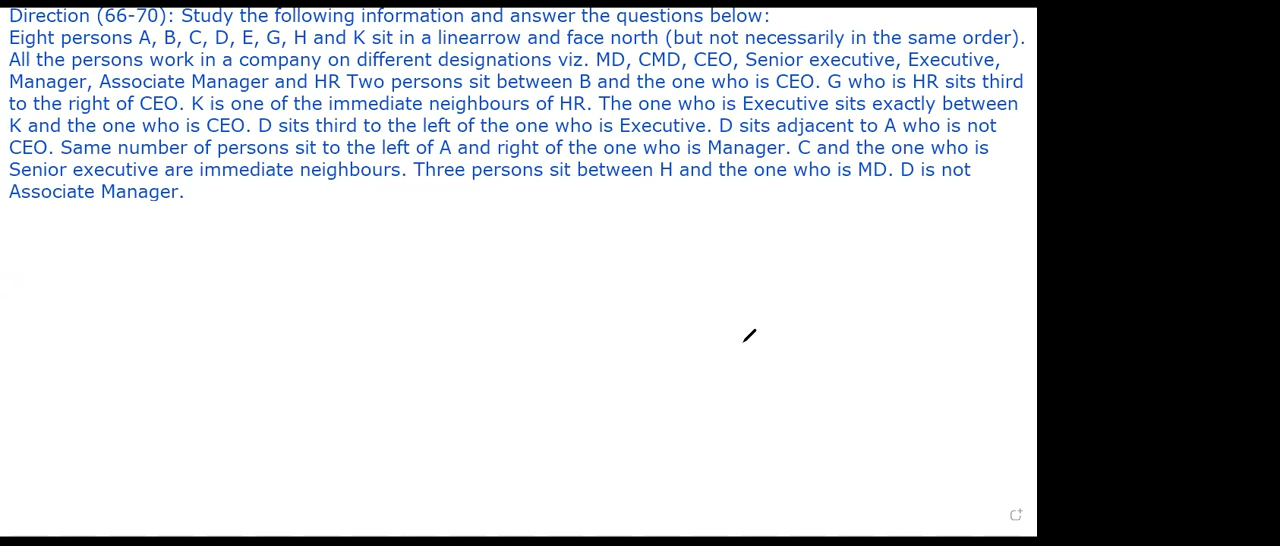 Direction (66-70): Study the following information and answer the questions below:
Eight persons A, B, C, D, E, G, H and K sit in a linearrow and face north (but not necessarily in the same order).
All the persons work in a company on different designations viz. MD, CMD, CEO, Senior executive, Executive,
Manager, Associate Manager and HR Two persons sit between B and the one who is CEO. G who is HR sits third
to the right of CEO. K is one of the immediate neighbours of HR. The one who is Executive sits exactly between
K and the one who is CEO. D sits third to the left of the one who is Executive. D sits adjacent to A who is not
CEO. Same number of persons sit to the left of A and right of the one who is Manager. C and the one who is
Senior executive are immediate neighbours. Three persons sit between H and the one who is MD. D is not
Associate Manager.